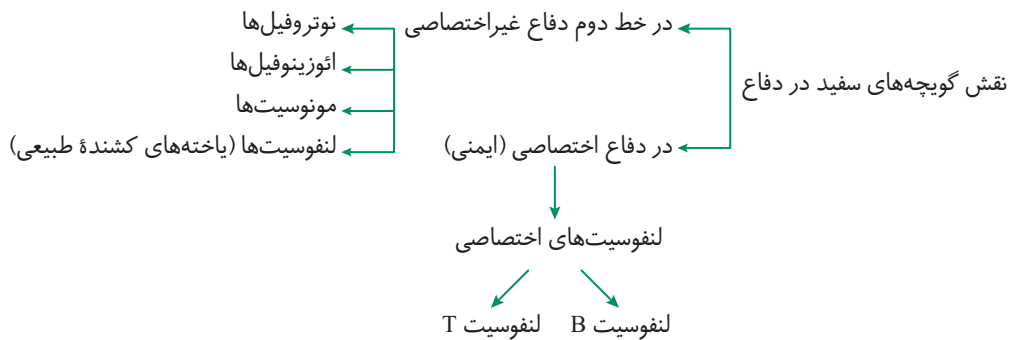 نقش گویچه‌های سفید در دفاع
در خط دوم دفاع غیراختصاصی
نوتروفیل‌ها
ائوزینوفیل‌ها
مونوسیت‌ها
لنفوسیت‌ها (یاخته‌های کشندهٔ طبیعی)
در دفاع اختصاصی (ایمنی)
لنفوسیت‌های اختصاصی
لنفوسیت B
لنفوسیت T